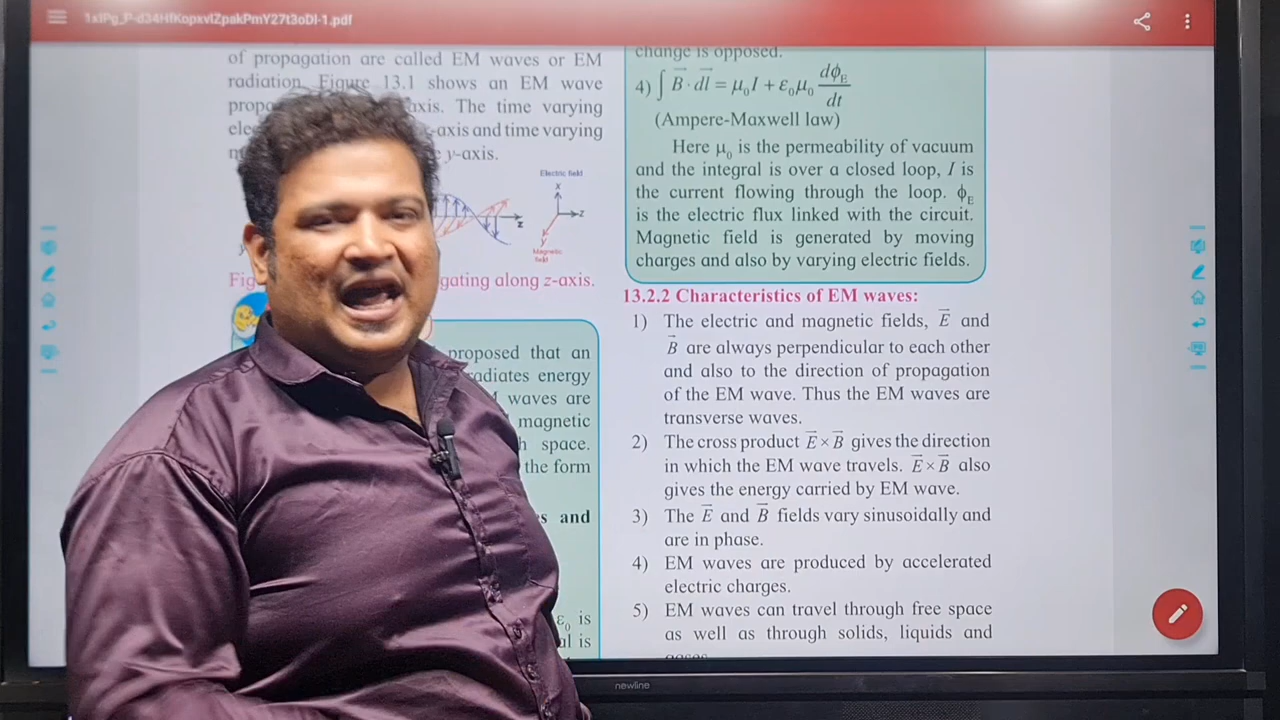 1xIPg_P-d34HfKopxvIZpakPmY27t3oDI-1.pdf
of propagation are called EM waves or EM
radiation. Figure 13.1 shows an EM wave
axis. The time varying
-axis and time varying
y-axis.
Electric field
X
z
z
y
Magnetic
field
gating along z-axis.
proposed that an
radiates energy
waves are
magnetic
space.
the form
and
ε₀ is
is
change is opposed.
4) ∫ B⃗ · dl⃗ = μ₀I + ε₀μ₀ dϕ_E/dt
(Ampere-Maxwell law)
Here μ₀ is the permeability of vacuum
and the integral is over a closed loop, I is
the current flowing through the loop. ϕ_E
is the electric flux linked with the circuit.
Magnetic field is generated by moving
charges and also by varying electric fields.
13.2.2 Characteristics of EM waves:
1) The electric and magnetic fields, E⃗ and
B⃗ are always perpendicular to each other
and also to the direction of propagation
of the EM wave. Thus the EM waves are
transverse waves.
2) The cross product E⃗ × B⃗ gives the direction
in which the EM wave travels. E⃗ × B⃗ also
gives the energy carried by EM wave.
3) The E⃗ and B⃗ fields vary sinusoidally and
are in phase.
4) EM waves are produced by accelerated
electric charges.
5) EM waves can travel through free space
as well as through solids, liquids and
gases.
newline